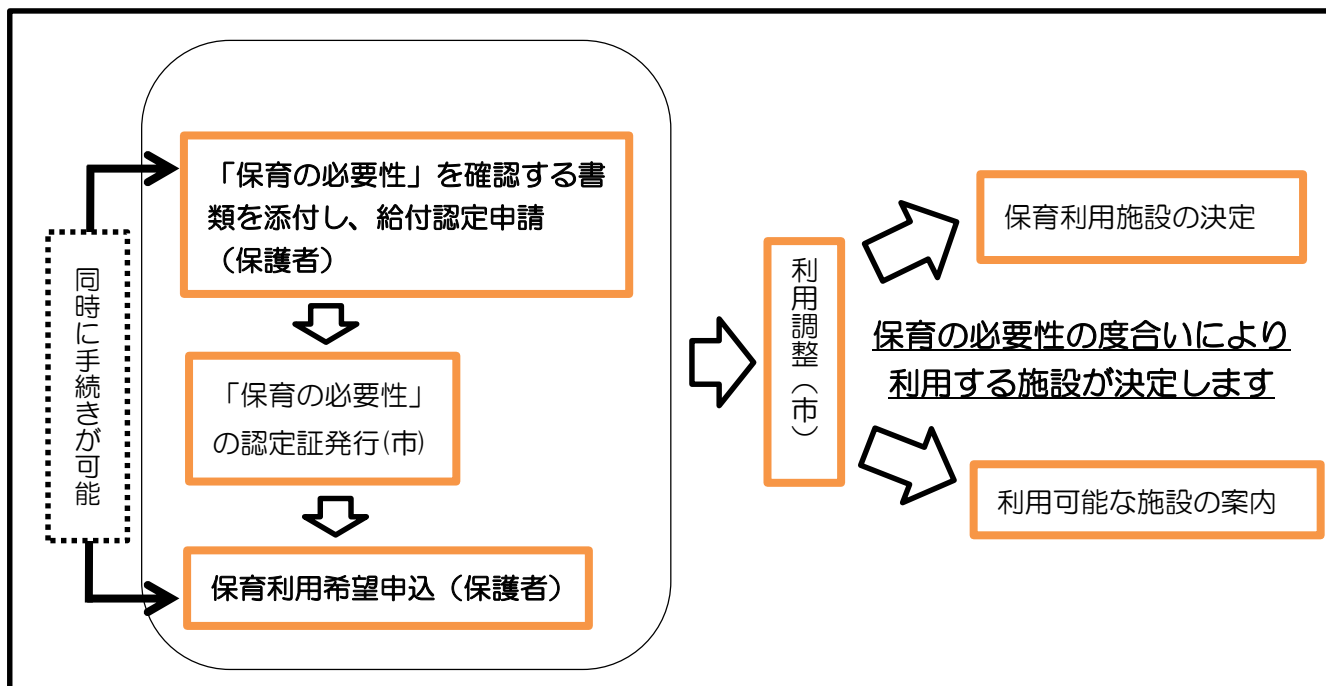 同時に手続きが可能
「保育の必要性」を確認する書
類を添付し、給付認定申請
（保護者）
「保育の必要性」
の認定証発行(市)
保育利用希望申込（保護者）
利用調整（市）
保育利用施設の決定
保育の必要性の度合いにより
利用する施設が決定します
利用可能な施設の案内